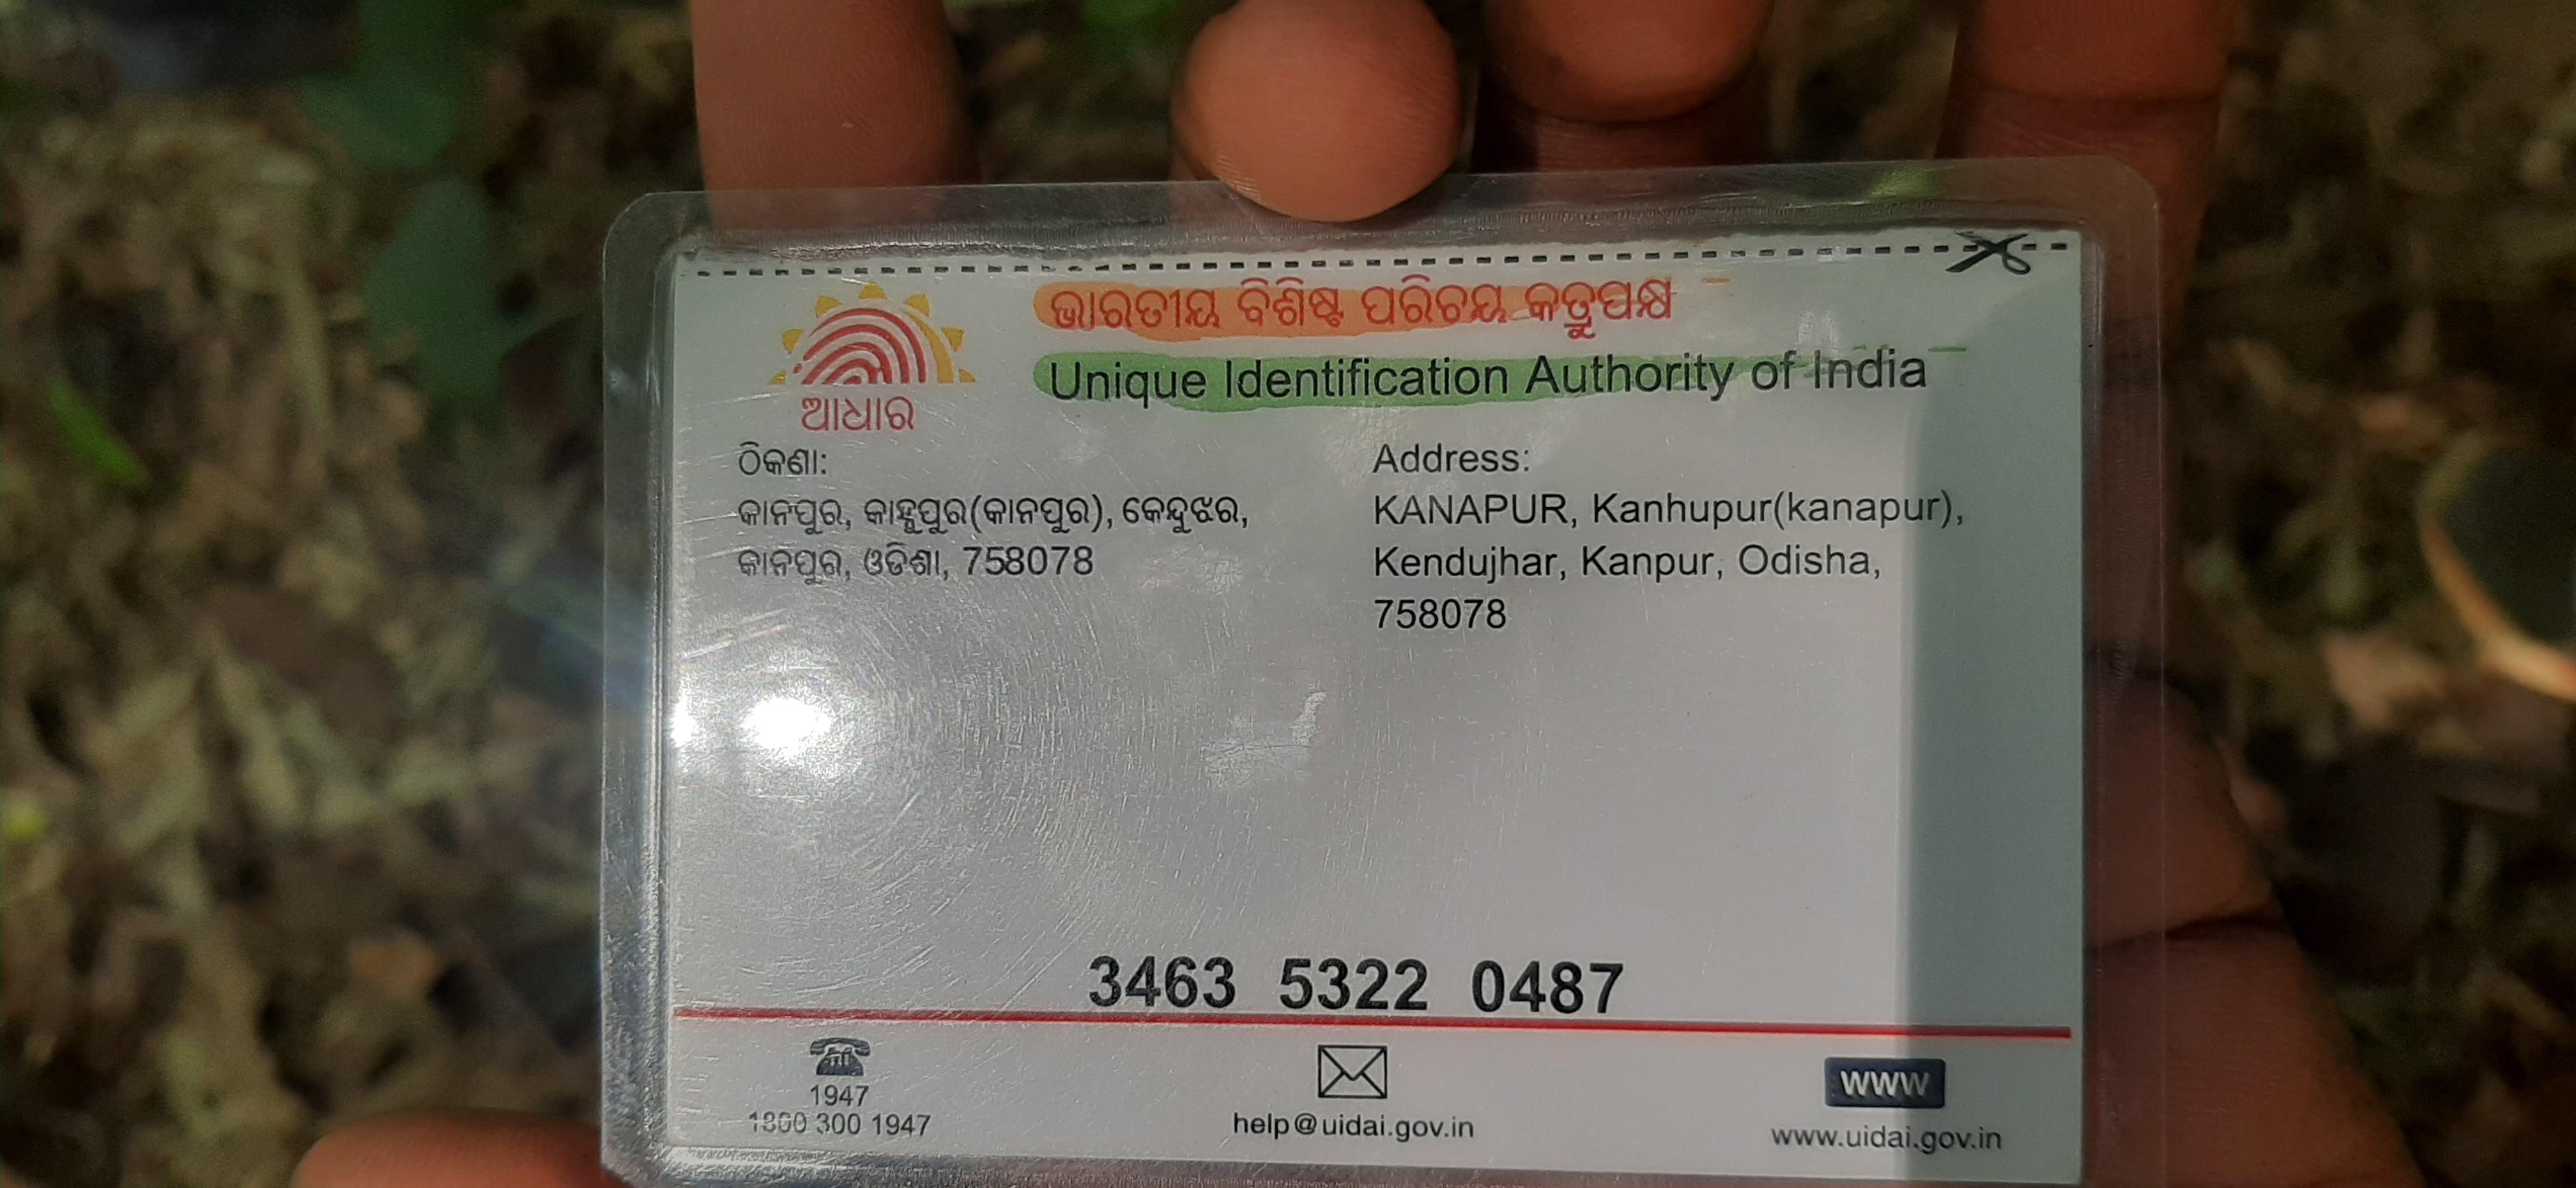 ଭାରତୀୟ ବିଶିଷ୍ଟ ପରିଚୟ କତ୍ରୁପକ୍ଷ
Unique Identification Authority of India
ଆଧାର
ଠିକଣା:
କାନପୁର, କାହ୍ନୁପୁର(କାନପୁର), କେନ୍ଦୁଝର,
କାନପୁର, ଓଡିଶା, 758078
Address:
KANAPUR, Kanhupur(kanapur),
Kendujhar, Kanpur, Odisha,
758078
3463 5322 0487
1947
1800 300 1947
help@uidai.gov.in
WWW
www.uidai.gov.in